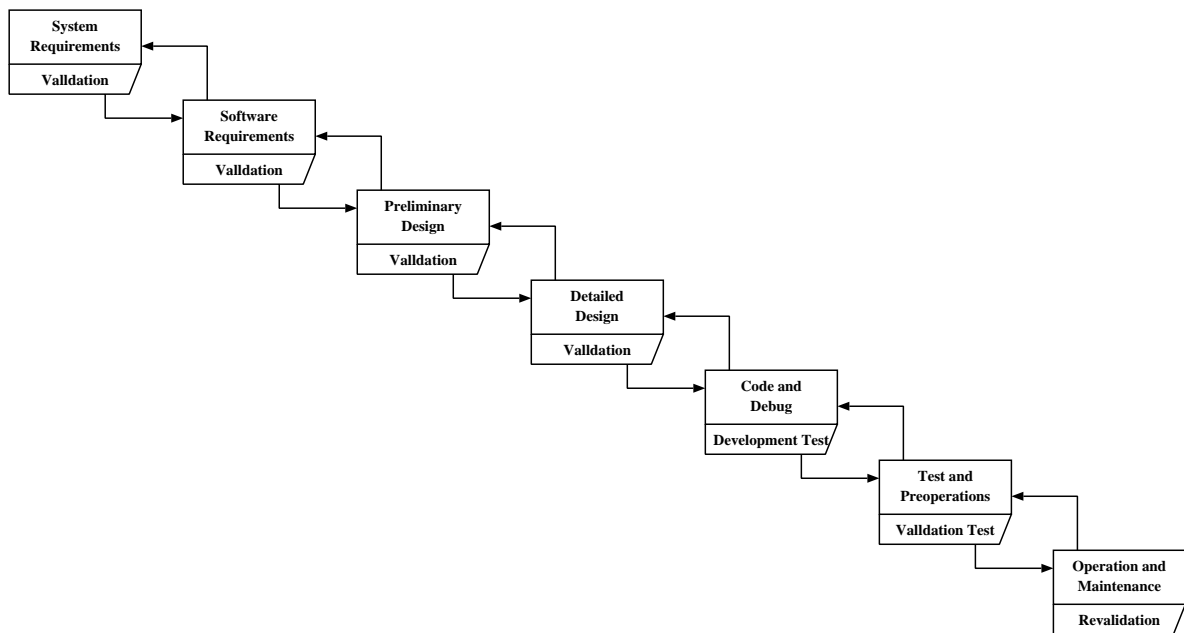 System
Requirements
Valldation
Software
Requirements
Valldation
Preliminary
Design
Valldation
Detailed
Design
Valldation
Code and
Debug
Development Test
Test and
Preoperations
Valldation Test
Operation and
Maintenance
Revalidation